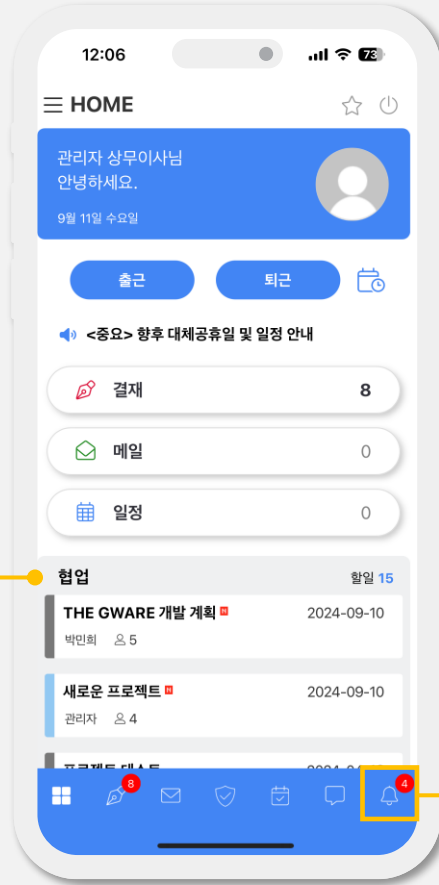 12:06
73
HOME
관리자 상무이사님
안녕하세요.
9월 11일 수요일
출근 퇴근
<중요> 향후 대체공휴일 및 일정 안내
결재 8
메일 0
일정 0
협업 할일 15
THE GWARE 개발 계획 N 2024-09-10
박민희 5
새로운 프로젝트 N 2024-09-10
관리자 4
8 4